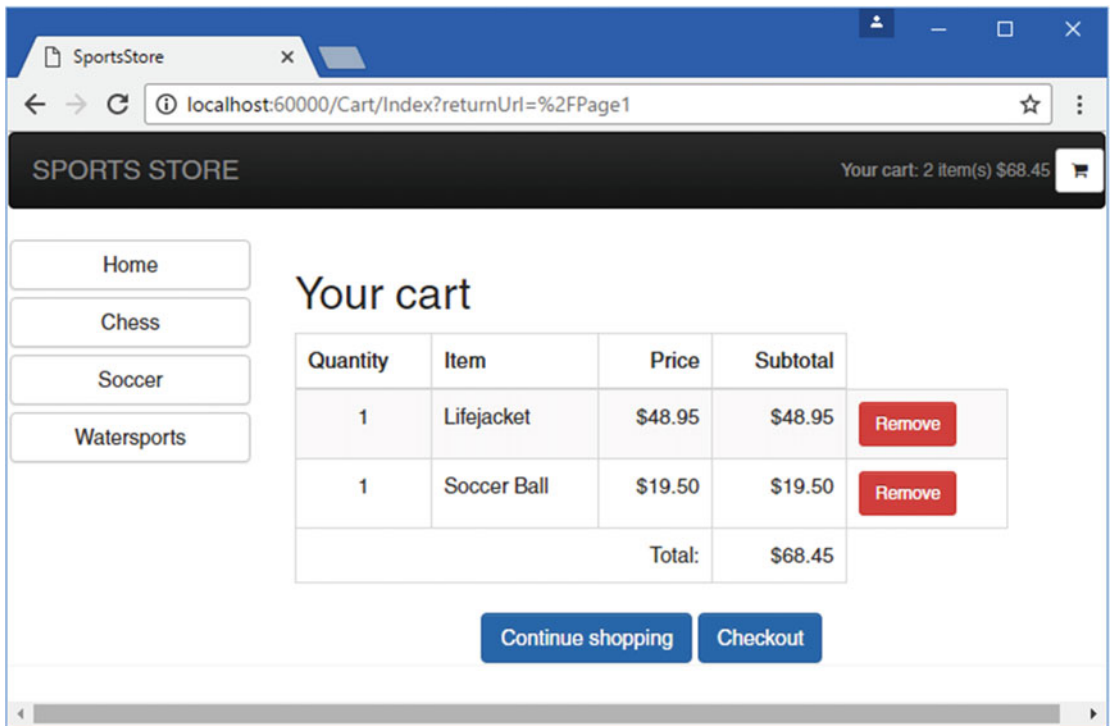 SportsStore
localhost:60000/Cart/Index?returnUrl=%2FPage1
SPORTS STORE
Your cart: 2 item(s) $68.45
Home
Chess
Soccer
Watersports
Your cart
Quantity Item Price Subtotal
1 Lifejacket $48.95 $48.95 Remove
1 Soccer Ball $19.50 $19.50 Remove
Total: $68.45
Continue shopping Checkout